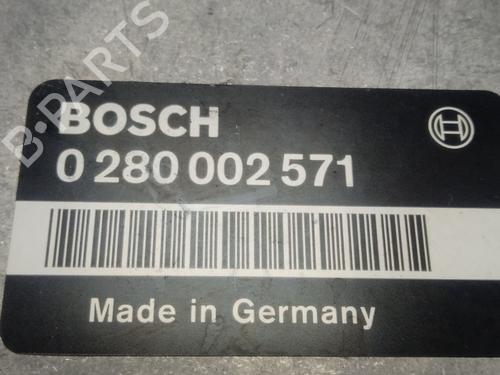 B-PARTS
BOSCH
0 280 002 571
Made in Germany